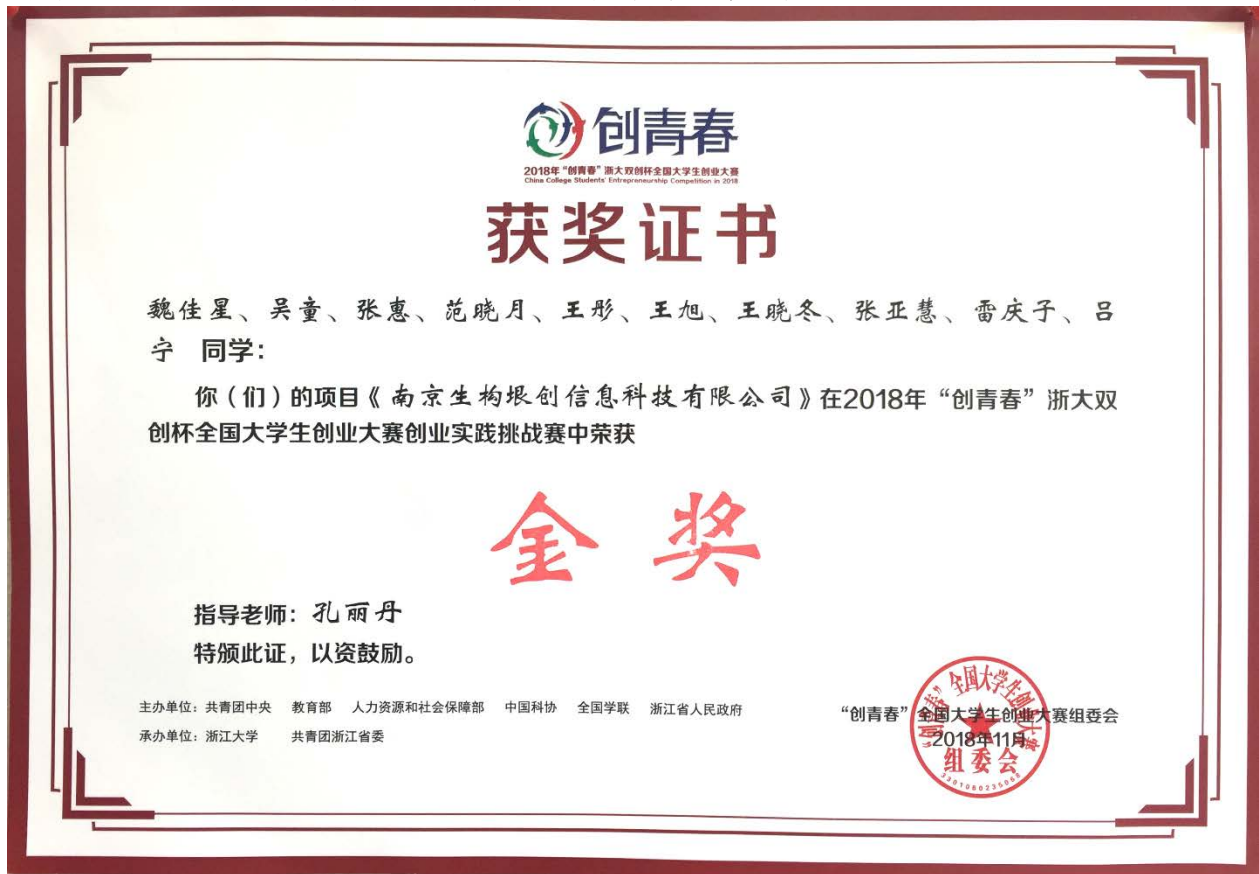 创青春
2018年“创青春”浙大双创杯全国大学生创业大赛
China College Students' Entrepreneurship Competition in 2018
获奖证书
魏佳星、吴童、张惠、范晓月、王彤、王旭、王晓冬、张亚慧、雷庆子、吕
宁 同学：
你（们）的项目《南京生构垠创信息科技有限公司》在2018年“创青春”浙大双
创杯全国大学生创业大赛创业实践挑战赛中荣获
金奖
指导老师：孔丽丹
特颁此证，以资鼓励。
主办单位：共青团中央 教育部 人力资源和社会保障部 中国科协 全国学联 浙江省人民政府
承办单位：浙江大学 共青团浙江省委
“创青春”全国大学生创业大赛组委会
2018年11月
“创青春”全国大学生创业大赛
组委会